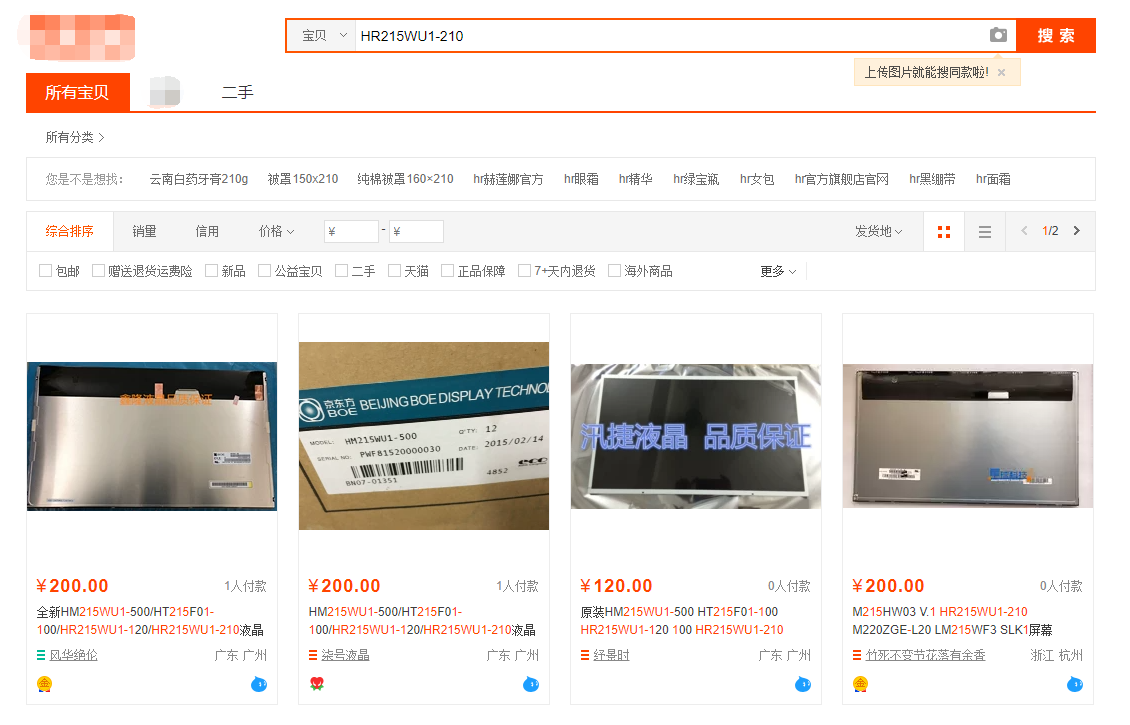 宝贝 HR215WU1-210 搜 索
上传图片就能搜同款啦! ×
所有宝贝 二手
所有分类 >
您是不是想找： 云南白药牙膏210g 被罩150x210 纯棉被罩160×210 hr赫莲娜官方 hr眼霜 hr精华 hr绿宝瓶 hr女包 hr官方旗舰店官网 hr黑绷带 hr面霜
综合排序 销量 信用 价格 ¥ - ¥ 发货地 < 1/2 >
包邮 赠送退货运费险 新品 公益宝贝 二手 天猫 正品保障 7+天内退货 海外商品 更多
鑫隆液晶品质保证
京东方 BOE BEIJING BOE DISPLAY TECHNO
MODEL: HM215WU1-500 Q'TY: 12
SERIAL NO: PWF81520000030 DATE: 2015/02/14
4852
BN07-01351
汛捷液晶 品质保证
¥200.00 1人付款
全新HM215WU1-500/HT215F01-
100/HR215WU1-120/HR215WU1-210液晶
风华绝伦 广东 广州
¥200.00 1人付款
HM215WU1-500/HT215F01-
100/HR215WU1-120/HR215WU1-210液晶
柒号液晶 广东 广州
¥120.00 0人付款
原装HM215WU1-500 HT215F01-100
HR215WU1-120 100 HR215WU1-210
纾景时 广东 广州
¥200.00 0人付款
M215HW03 V.1 HR215WU1-210
M220ZGE-L20 LM215WF3 SLK1屏幕
竹死不变节花落有余香 浙江 杭州